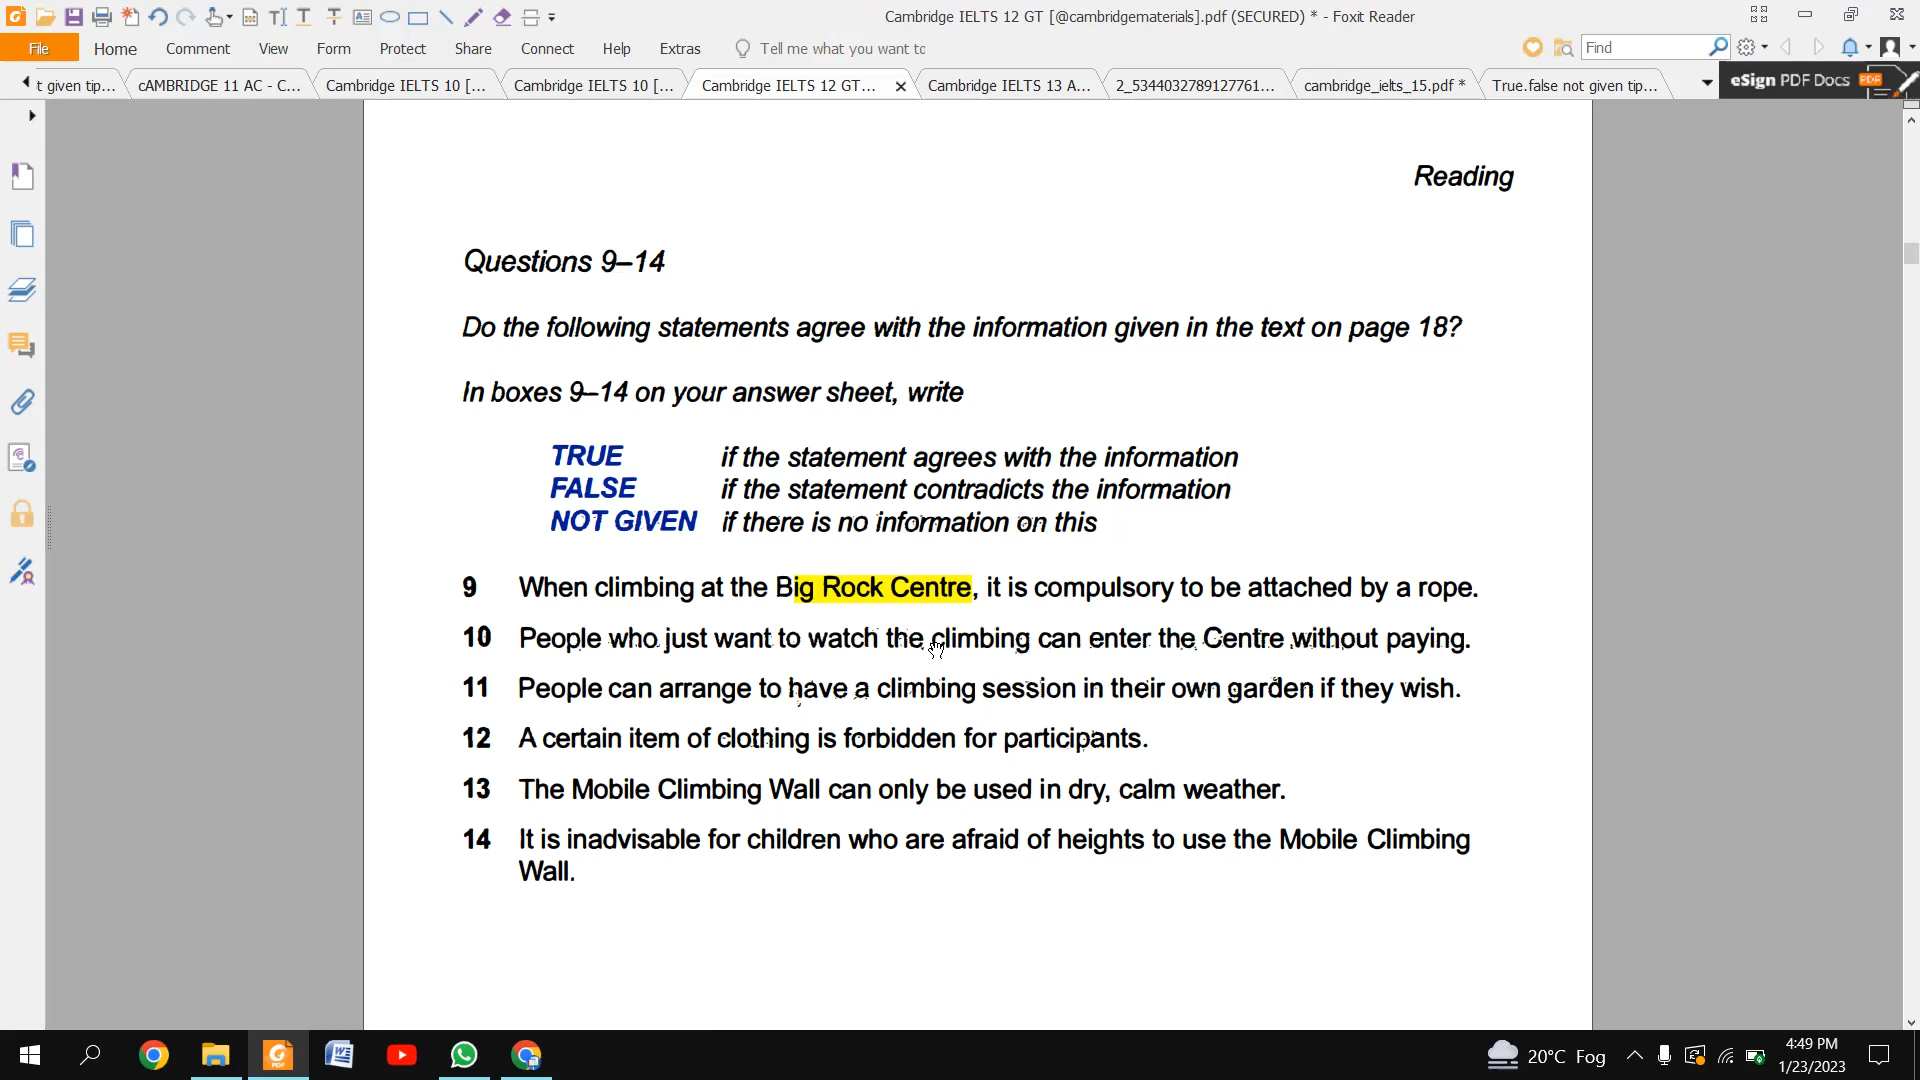 Cambridge IELTS 12 GT [@cambridgematerials].pdf (SECURED) * - Foxit Reader
File Home Comment View Form Protect Share Connect Help Extras Tell me what you want to Find
t given tip... cAMBRIDGE 11 AC - C... Cambridge IELTS 10 [... Cambridge IELTS 10 [... Cambridge IELTS 12 GT... Cambridge IELTS 13 A... 2_5344032789127761... cambridge_ielts_15.pdf * True.false not given tip... eSign PDF Docs PDF
Reading
Questions 9–14
Do the following statements agree with the information given in the text on page 18?
In boxes 9–14 on your answer sheet, write
TRUE if the statement agrees with the information
FALSE if the statement contradicts the information
NOT GIVEN if there is no information on this
9 When climbing at the Big Rock Centre, it is compulsory to be attached by a rope.
10 People who just want to watch the climbing can enter the Centre without paying.
11 People can arrange to have a climbing session in their own garden if they wish.
12 A certain item of clothing is forbidden for participants.
13 The Mobile Climbing Wall can only be used in dry, calm weather.
14 It is inadvisable for children who are afraid of heights to use the Mobile Climbing
Wall.
20°C Fog
4:49 PM
1/23/2023